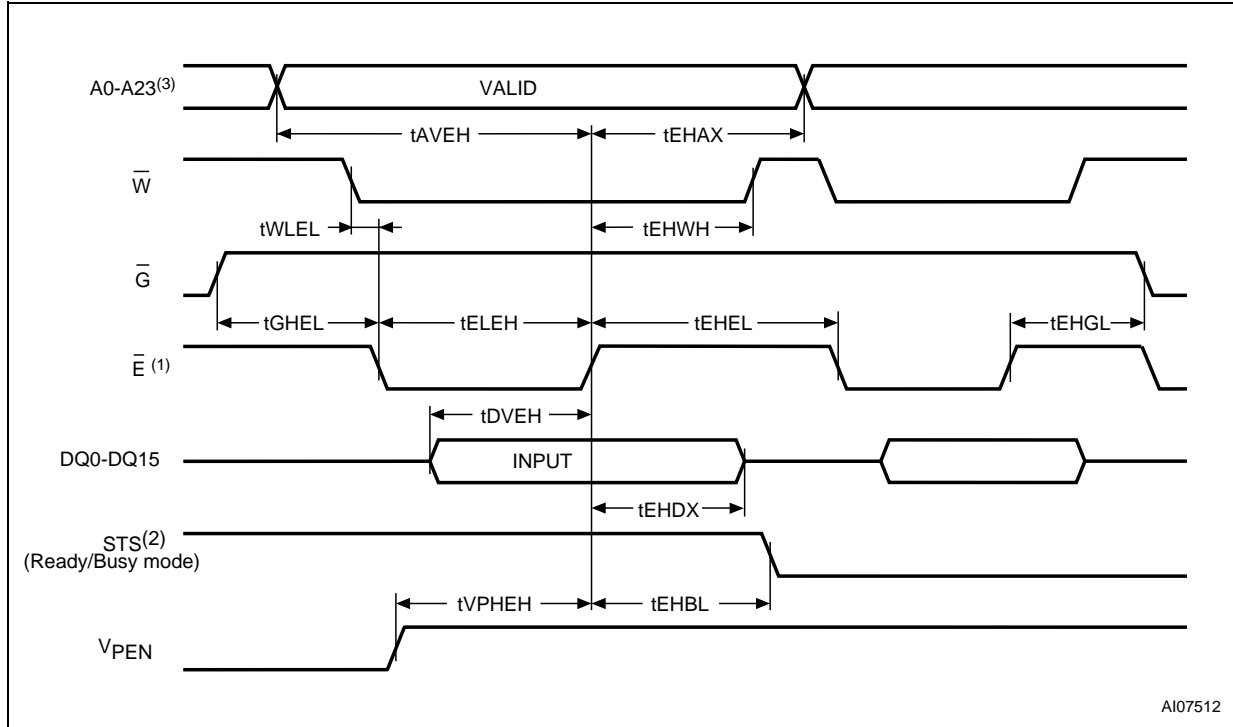 A0-A23(3)
VALID
tAVEH
tEHAX
W
tWLEL
tEHWH
G
tGHEL
tELEH
tEHEL
tEHGL
E (1)
tDVEH
DQ0-DQ15
INPUT
tEHDX
STS(2)
(Ready/Busy mode)
tVPHEH
tEHBL
VPEN
AI07512